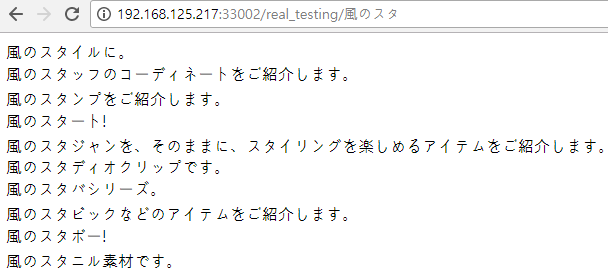 192.168.125.217:33002/real_testing/風のスタ
風のスタイルに。
風のスタッフのコーディネートをご紹介します。
風のスタンプをご紹介します。
風のスタート!
風のスタジャンを、そのままに、スタイリングを楽しめるアイテムをご紹介します。
風のスタディオクリップです。
風のスタバシリーズ。
風のスタビックなどのアイテムをご紹介します。
風のスタボー!
風のスタニル素材です。